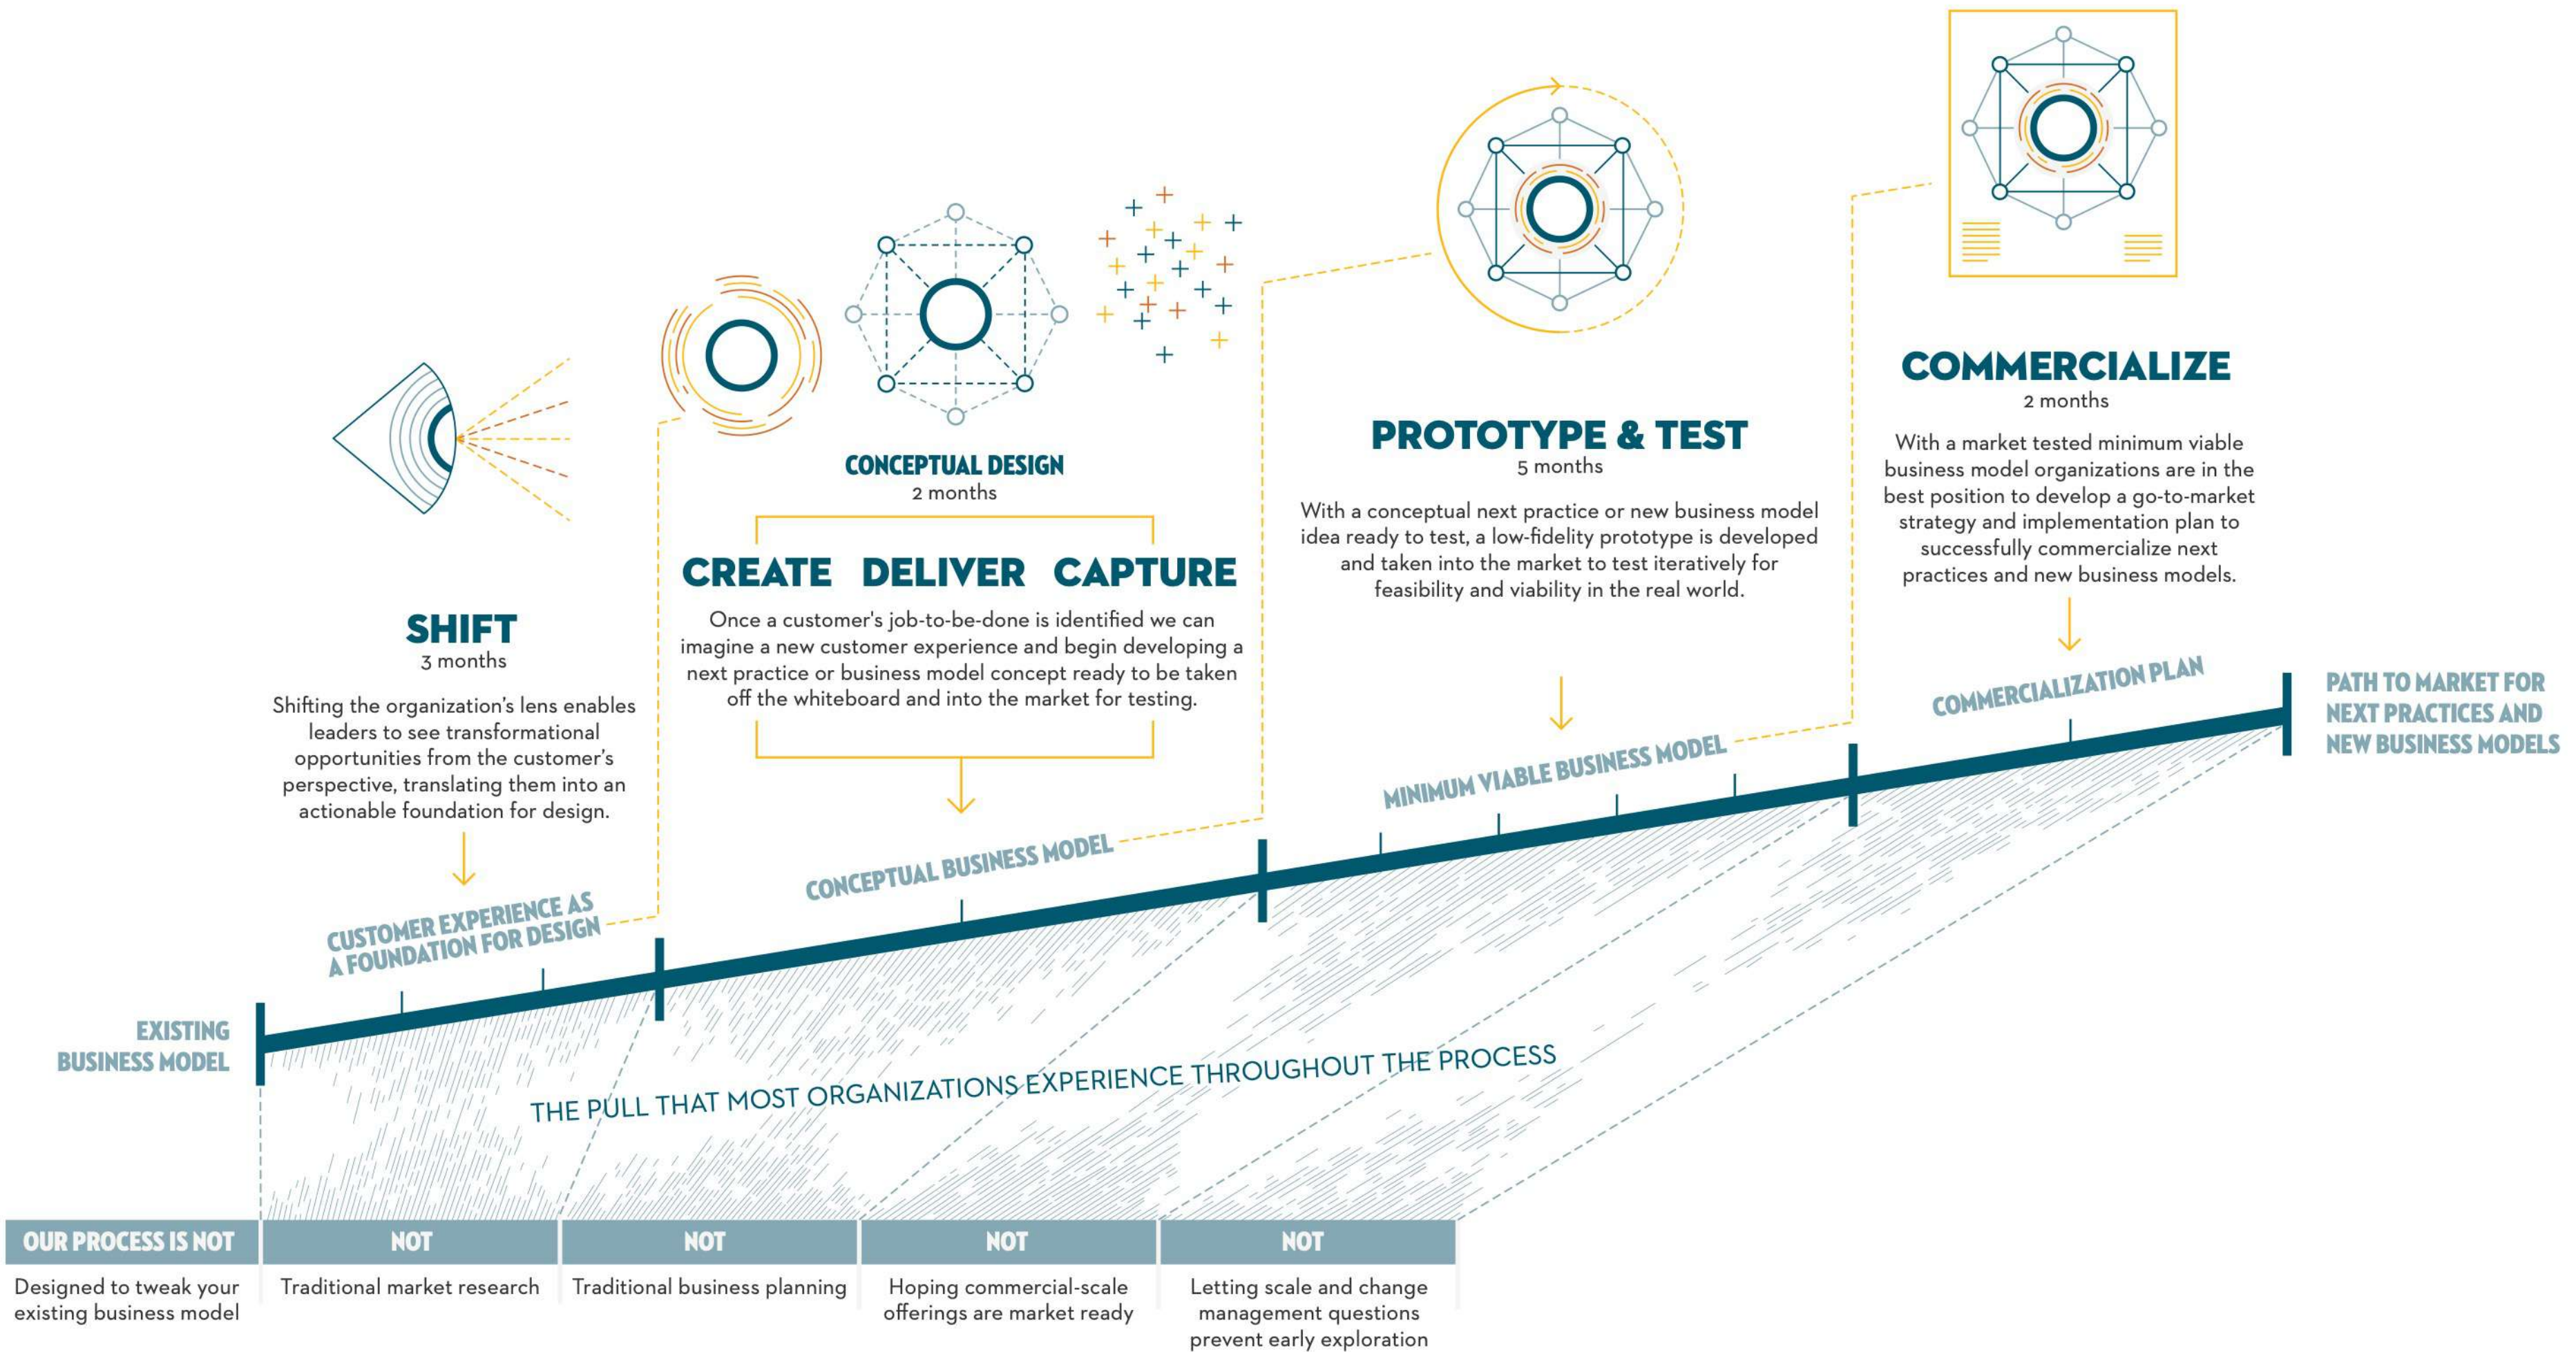 COMMERCIALIZE
2 months
With a market tested minimum viable
business model organizations are in the
best position to develop a go-to-market
strategy and implementation plan to
successfully commercialize next
practices and new business models.
PROTOTYPE & TEST
5 months
With a conceptual next practice or new business model
idea ready to test, a low-fidelity prototype is developed
and taken into the market to test iteratively for
feasibility and viability in the real world.
CONCEPTUAL DESIGN
2 months
CREATE DELIVER CAPTURE
Once a customer's job-to-be-done is identified we can
imagine a new customer experience and begin developing a
next practice or business model concept ready to be taken
off the whiteboard and into the market for testing.
SHIFT
3 months
Shifting the organization's lens enables
leaders to see transformational
opportunities from the customer's
perspective, translating them into an
actionable foundation for design.
COMMERCIALIZATION PLAN
PATH TO MARKET FOR
NEXT PRACTICES AND
NEW BUSINESS MODELS
MINIMUM VIABLE BUSINESS MODEL
CONCEPTUAL BUSINESS MODEL
CUSTOMER EXPERIENCE AS
A FOUNDATION FOR DESIGN
EXISTING
BUSINESS MODEL
THE PULL THAT MOST ORGANIZATIONS EXPERIENCE THROUGHOUT THE PROCESS
OUR PROCESS IS NOT
Designed to tweak your
existing business model
NOT
Traditional market research
NOT
Traditional business planning
NOT
Hoping commercial-scale
offerings are market ready
NOT
Letting scale and change
management questions
prevent early exploration